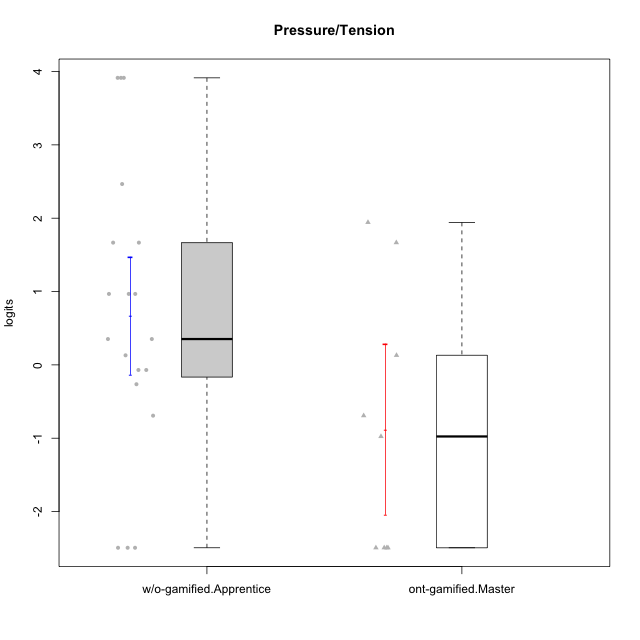 Pressure/Tension
logits
4
3
2
1
0
-1
-2
w/o-gamified.Apprentice
ont-gamified.Master